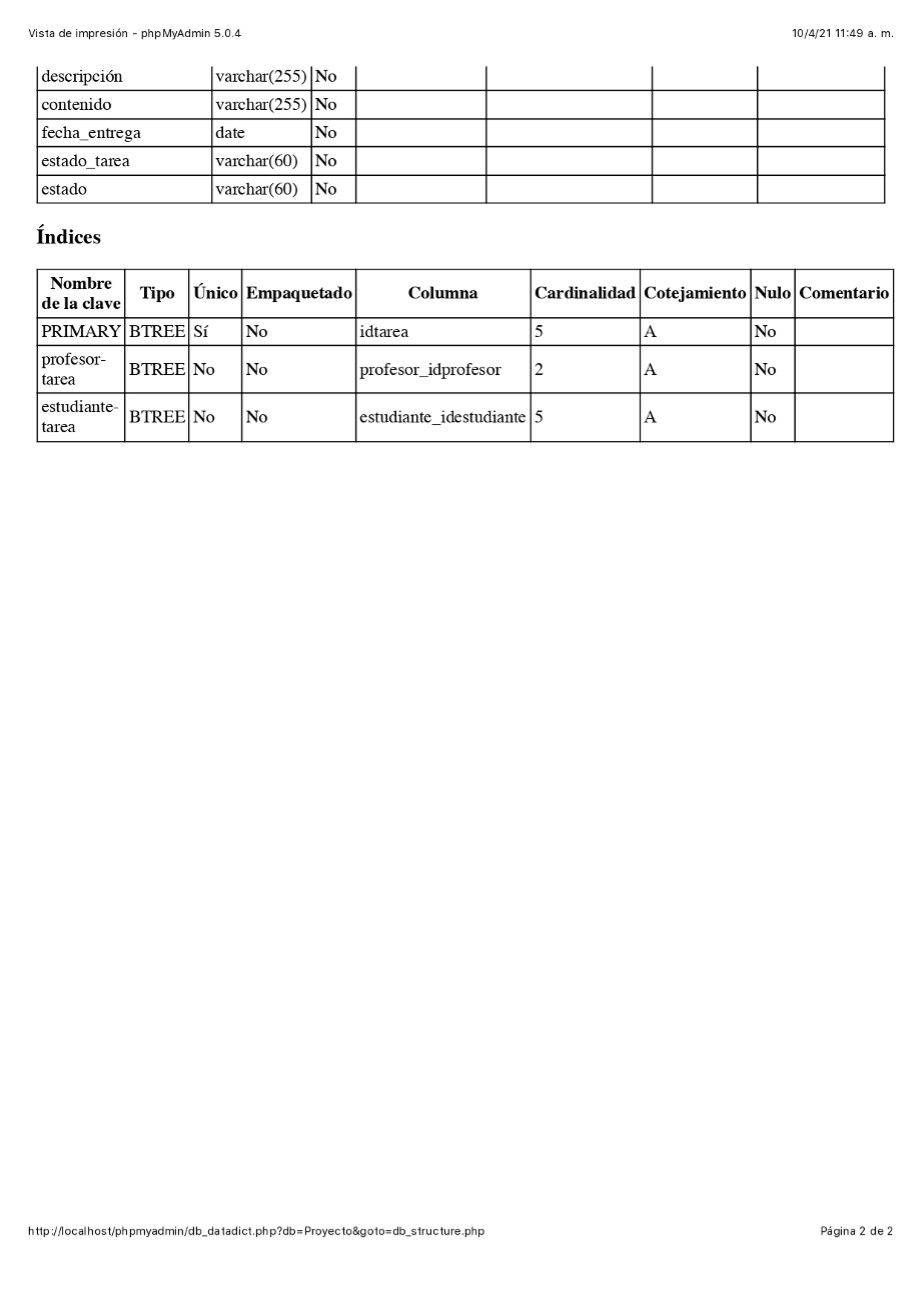 Vista de impresión - phpMyAdmin 5.0.4 10/4/21 11:49 a. m.
descripción varchar(255) No
contenido varchar(255) No
fecha_entrega date No
estado_tarea varchar(60) No
estado varchar(60) No
Índices
Nombre de la clave Tipo Único Empaquetado Columna Cardinalidad Cotejamiento Nulo Comentario
PRIMARY BTREE Sí No idtarea 5 A No
profesor-tarea BTREE No No profesor_idprofesor 2 A No
estudiante-tarea BTREE No No estudiante_idestudiante 5 A No
http://localhost/phpmyadmin/db_datadict.php?db=Proyecto&goto=db_structure.php Página 2 de 2